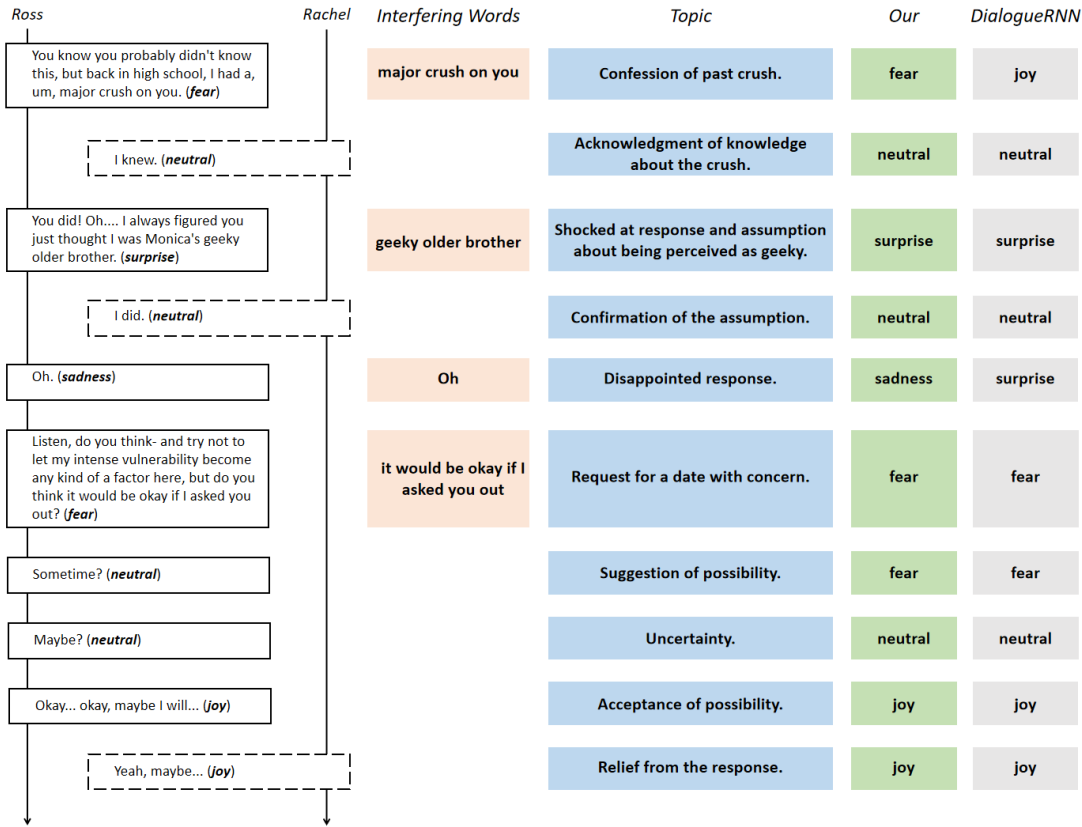 Ross Rachel Interfering Words Topic Our DialogueRNN
You know you probably didn't know
this, but back in high school, I had a,
um, major crush on you. (fear)
major crush on you
Confession of past crush.
fear
joy
I knew. (neutral)
Acknowledgment of knowledge
about the crush.
neutral
neutral
You did! Oh.... I always figured you
just thought I was Monica's geeky
older brother. (surprise)
geeky older brother
Shocked at response and assumption
about being perceived as geeky.
surprise
surprise
I did. (neutral)
Confirmation of the assumption.
neutral
neutral
Oh. (sadness)
Oh
Disappointed response.
sadness
surprise
Listen, do you think- and try not to
let my intense vulnerability become
any kind of a factor here, but do you
think it would be okay if I asked you
out? (fear)
it would be okay if I
asked you out
Request for a date with concern.
fear
fear
Sometime? (neutral)
Suggestion of possibility.
fear
fear
Maybe? (neutral)
Uncertainty.
neutral
neutral
Okay... okay, maybe I will... (joy)
Acceptance of possibility.
joy
joy
Yeah, maybe... (joy)
Relief from the response.
joy
joy